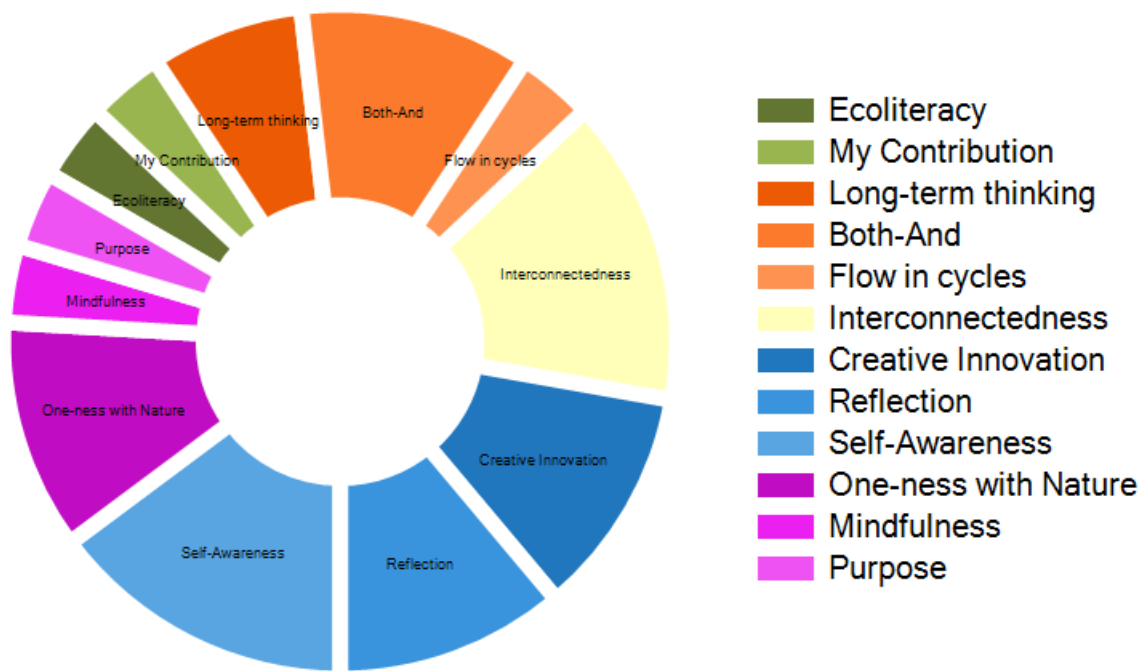 Long-term thinking
Both-And
Flow in cycles
My Contribution
Ecoliteracy
Purpose
Interconnectedness
Mindfulness
One-ness with Nature
Creative Innovation
Self-Awareness
Reflection
Ecoliteracy
My Contribution
Long-term thinking
Both-And
Flow in cycles
Interconnectedness
Creative Innovation
Reflection
Self-Awareness
One-ness with Nature
Mindfulness
Purpose